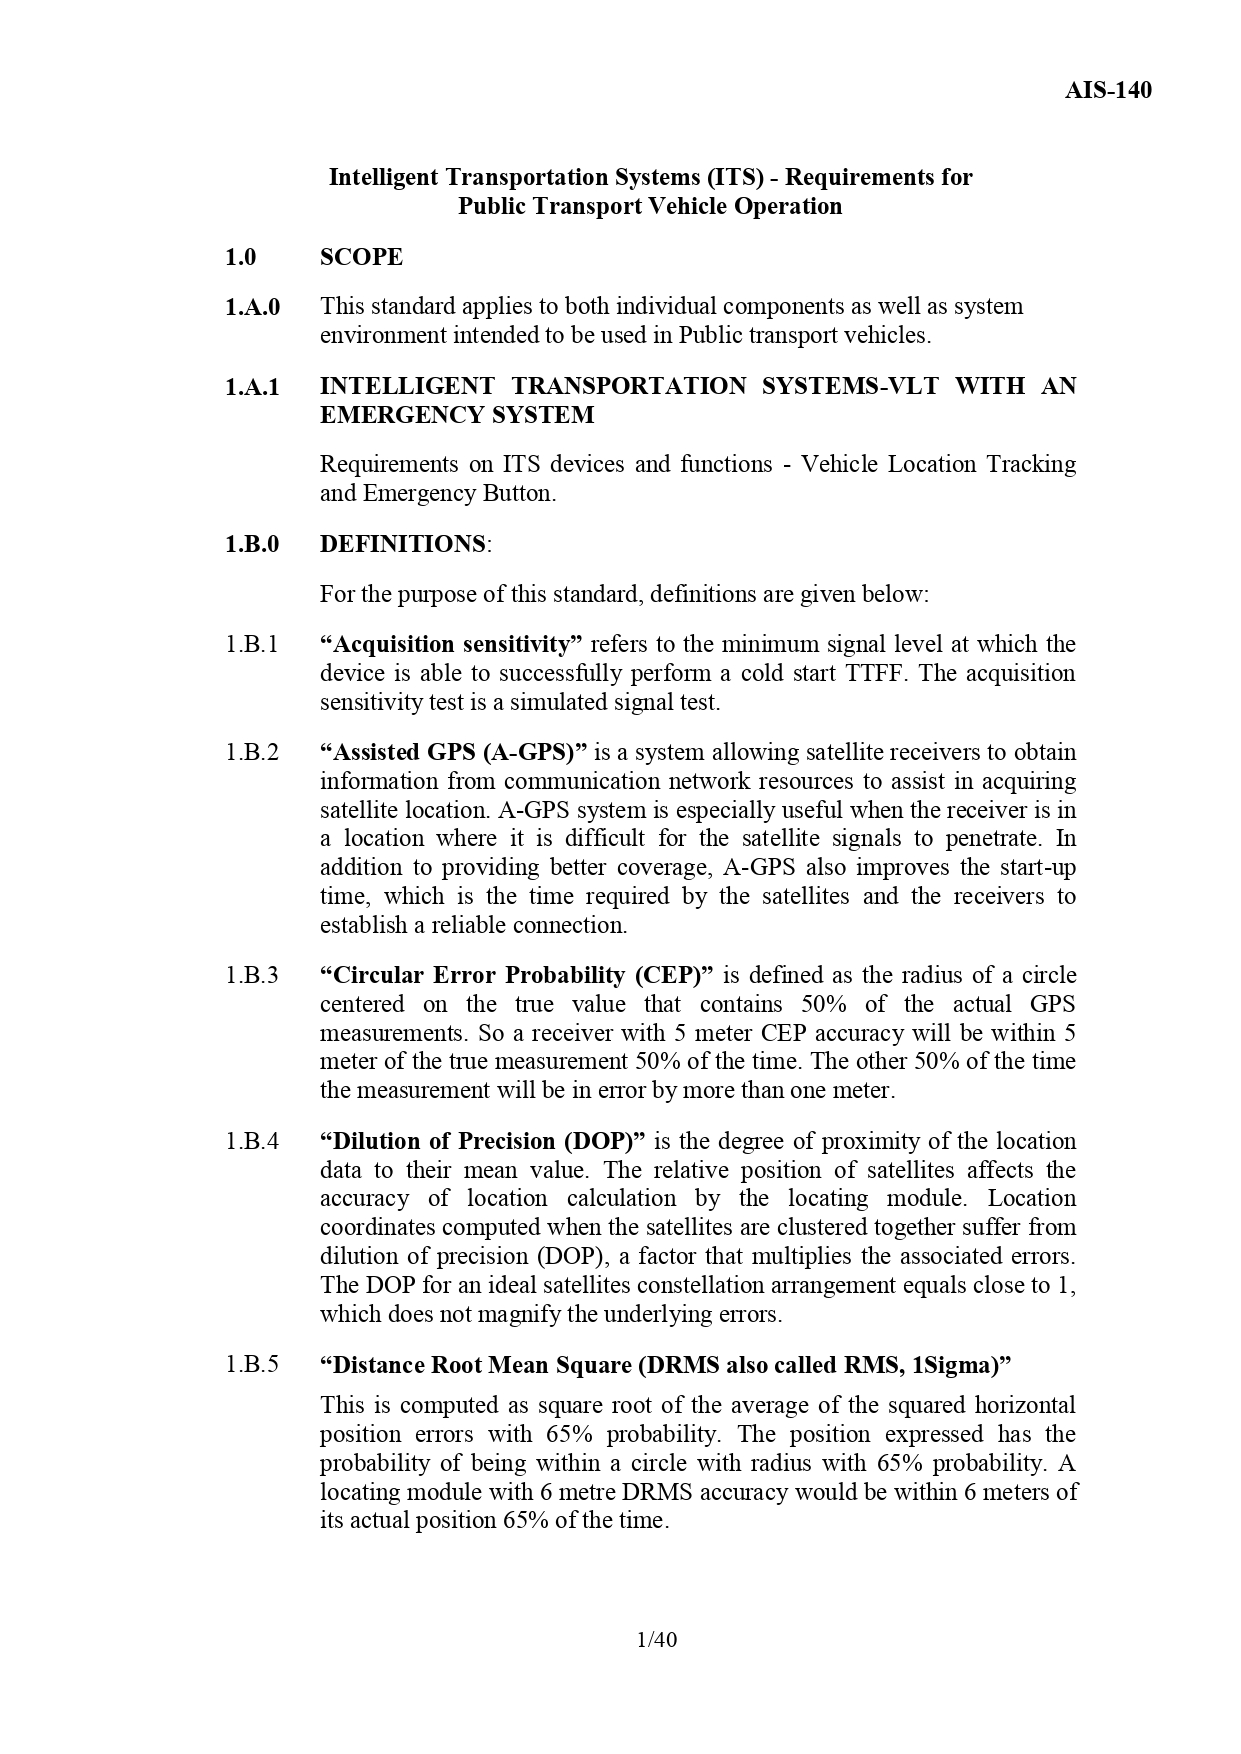 AIS-140
Intelligent Transportation Systems (ITS) - Requirements for
Public Transport Vehicle Operation
1.0 SCOPE
1.A.0 This standard applies to both individual components as well as system
environment intended to be used in Public transport vehicles.
1.A.1 INTELLIGENT TRANSPORTATION SYSTEMS-VLT WITH AN
EMERGENCY SYSTEM
Requirements on ITS devices and functions - Vehicle Location Tracking
and Emergency Button.
1.B.0 DEFINITIONS:
For the purpose of this standard, definitions are given below:
1.B.1 “Acquisition sensitivity” refers to the minimum signal level at which the
device is able to successfully perform a cold start TTFF. The acquisition
sensitivity test is a simulated signal test.
1.B.2 “Assisted GPS (A-GPS)” is a system allowing satellite receivers to obtain
information from communication network resources to assist in acquiring
satellite location. A-GPS system is especially useful when the receiver is in
a location where it is difficult for the satellite signals to penetrate. In
addition to providing better coverage, A-GPS also improves the start-up
time, which is the time required by the satellites and the receivers to
establish a reliable connection.
1.B.3 “Circular Error Probability (CEP)” is defined as the radius of a circle
centered on the true value that contains 50% of the actual GPS
measurements. So a receiver with 5 meter CEP accuracy will be within 5
meter of the true measurement 50% of the time. The other 50% of the time
the measurement will be in error by more than one meter.
1.B.4 “Dilution of Precision (DOP)” is the degree of proximity of the location
data to their mean value. The relative position of satellites affects the
accuracy of location calculation by the locating module. Location
coordinates computed when the satellites are clustered together suffer from
dilution of precision (DOP), a factor that multiplies the associated errors.
The DOP for an ideal satellites constellation arrangement equals close to 1,
which does not magnify the underlying errors.
1.B.5 “Distance Root Mean Square (DRMS also called RMS, 1Sigma)”
This is computed as square root of the average of the squared horizontal
position errors with 65% probability. The position expressed has the
probability of being within a circle with radius with 65% probability. A
locating module with 6 metre DRMS accuracy would be within 6 meters of
its actual position 65% of the time.
1/40